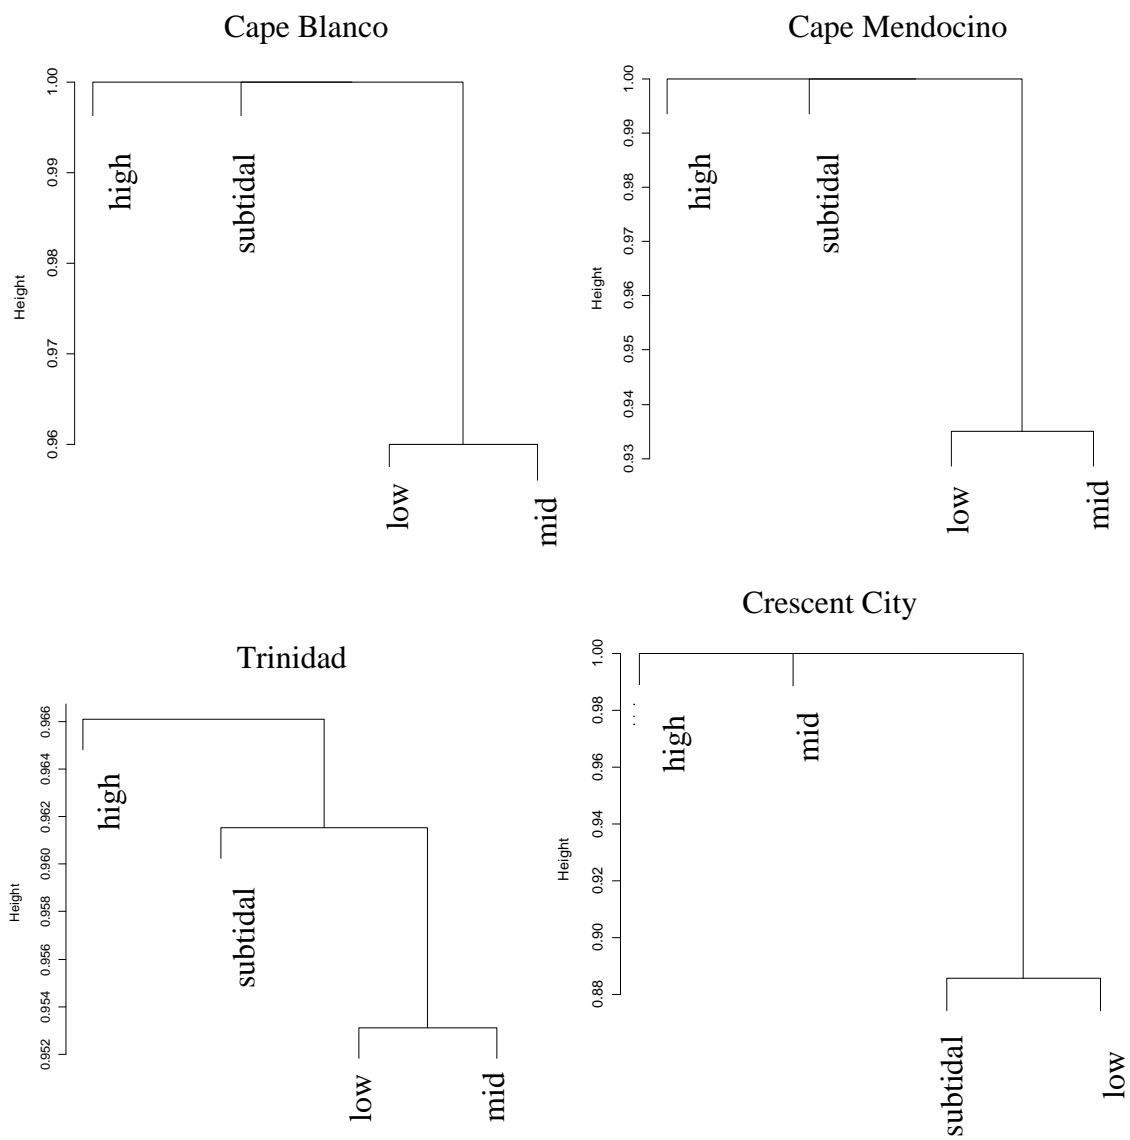 Cape Blanco
Height
1.00
0.99
0.98
0.97
0.96
high
subtidal
low
mid
Cape Mendocino
Height
1.00
0.99
0.98
0.97
0.96
0.95
0.94
0.93
high
subtidal
low
mid
Trinidad
Height
0.966
0.964
0.962
0.960
0.958
0.956
0.954
0.952
high
subtidal
low
mid
Crescent City
Height
1.00
0.98
0.96
0.94
0.92
0.90
0.88
high
mid
subtidal
low